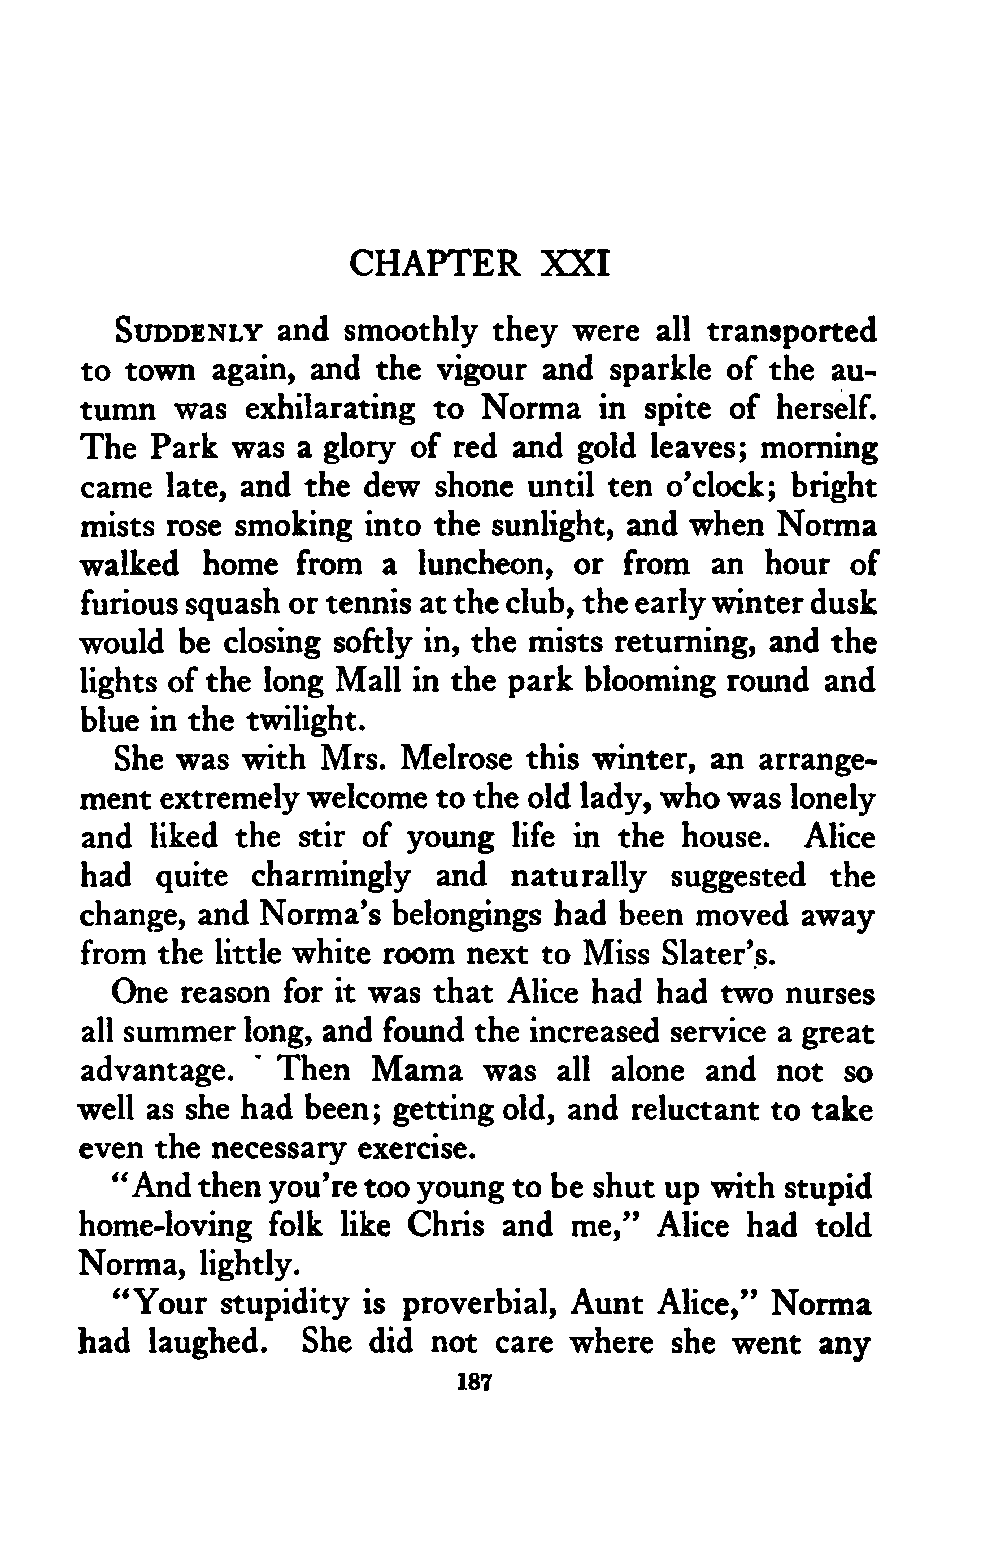 CHAPTER XXI
SUDDENLY and smoothly they were all transported
to town again, and the vigour and sparkle of the au-
tumn was exhilarating to Norma in spite of herself.
The Park was a glory of red and gold leaves; morning
came late, and the dew shone until ten o'clock; bright
mists rose smoking into the sunlight, and when Norma
walked home from a luncheon, or from an hour of
furious squash or tennis at the club, the early winter dusk
would be closing softly in, the mists returning, and the
lights of the long Mall in the park blooming round and
blue in the twilight.
She was with Mrs. Melrose this winter, an arrange-
ment extremely welcome to the old lady, who was lonely
and liked the stir of young life in the house. Alice
had quite charmingly and naturally suggested the
change, and Norma's belongings had been moved away
from the little white room next to Miss Slater's.
One reason for it was that Alice had had two nurses
all summer long, and found the increased service a great
advantage. Then Mama was all alone and not so
well as she had been; getting old, and reluctant to take
even the necessary exercise.
"And then you're too young to be shut up with stupid
home-loving folk like Chris and me," Alice had told
Norma, lightly.
"Your stupidity is proverbial, Aunt Alice," Norma
had laughed. She did not care where she went any
187